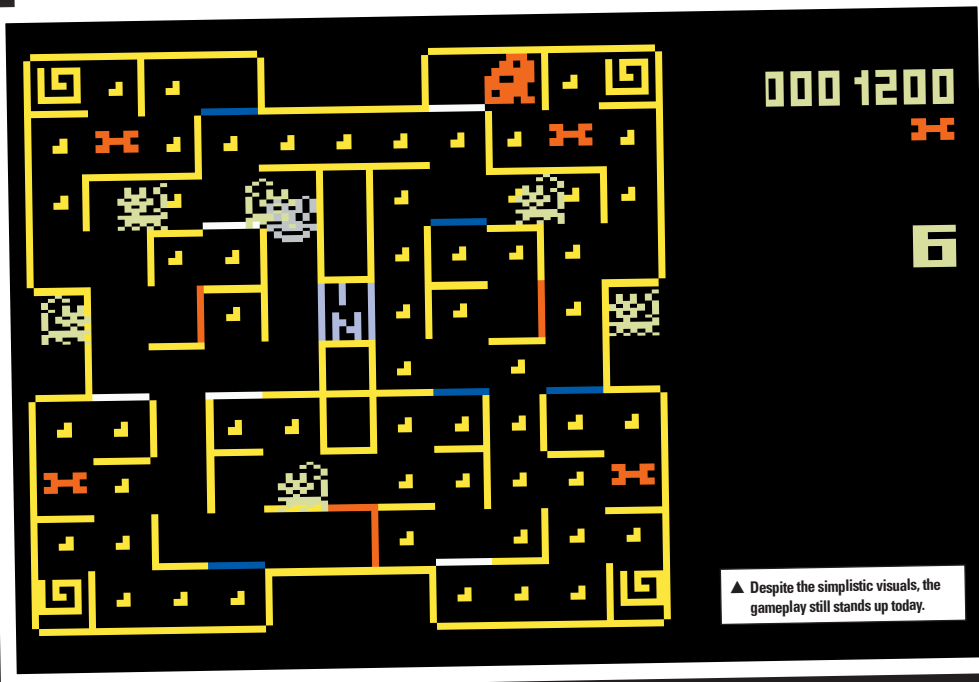 0001200
6
▲ Despite the simplistic visuals, the
gameplay still stands up today.